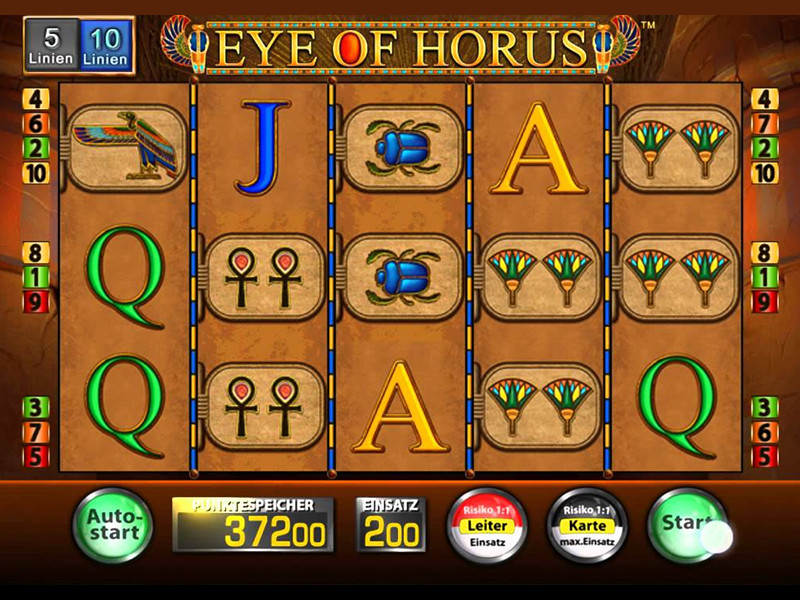 5 Linien
10 Linien
EYE OF HORUS™
4
6
2
10
8
1
9
3
7
5
J
A
Q
Q
A
Q
4
7
2
10
8
1
9
3
6
5
Auto-
start
PUNKTESPEICHER
37200
EINSATZ
200
Risiko 1:1
Leiter
Einsatz
Risiko 1:1
Karte
max.Einsatz
Start